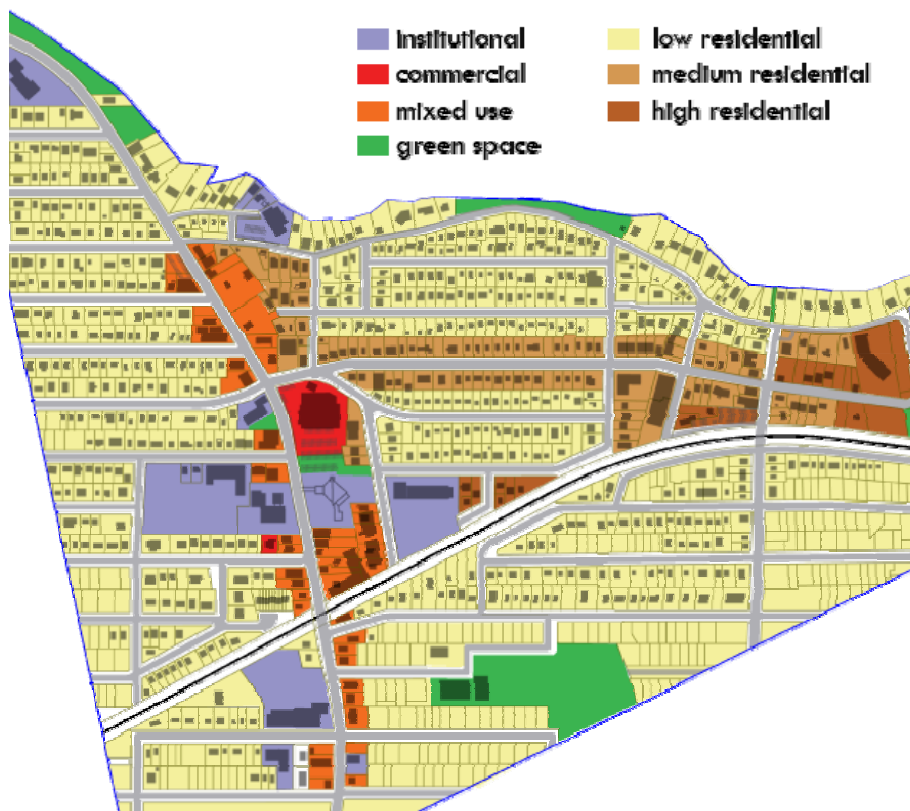 institutional
commercial
mixed use
green space
low residential
medium residential
high residential